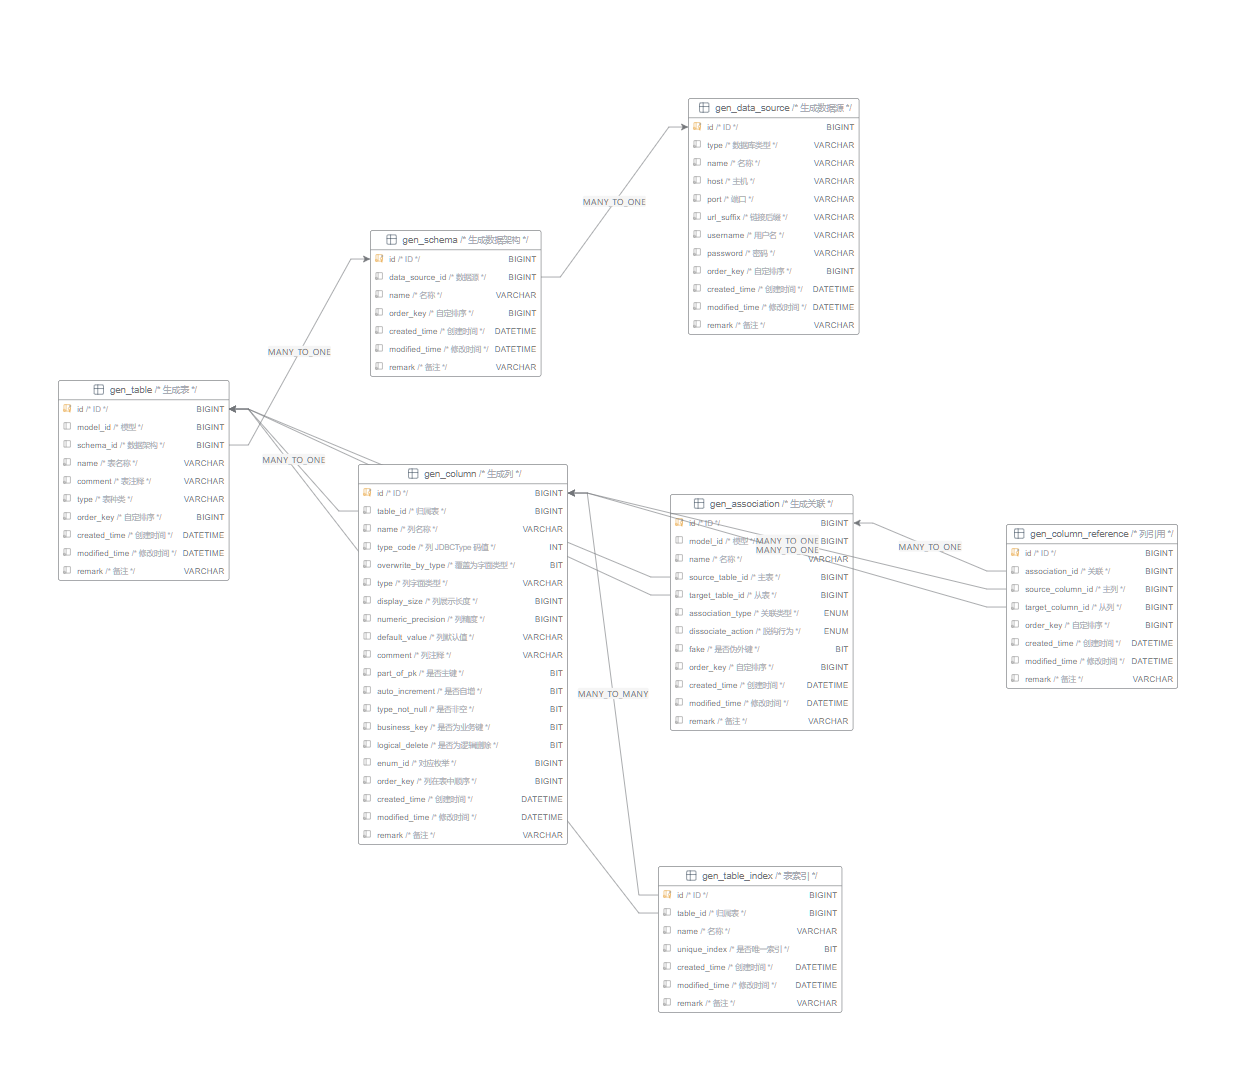 gen_data_source /* 生成数据源 */
id /* ID */ BIGINT
type /* 数据库类型 */ VARCHAR
name /* 名称 */ VARCHAR
host /* 主机 */ VARCHAR
port /* 端口 */ VARCHAR
url_suffix /* 链接后缀 */ VARCHAR
username /* 用户名 */ VARCHAR
password /* 密码 */ VARCHAR
order_key /* 自定排序 */ BIGINT
created_time /* 创建时间 */ DATETIME
modified_time /* 修改时间 */ DATETIME
remark /* 备注 */ VARCHAR
MANY_TO_ONE
gen_schema /* 生成数据架构 */
id /* ID */ BIGINT
data_source_id /* 数据源 */ BIGINT
name /* 名称 */ VARCHAR
order_key /* 自定排序 */ BIGINT
created_time /* 创建时间 */ DATETIME
modified_time /* 修改时间 */ DATETIME
remark /* 备注 */ VARCHAR
MANY_TO_ONE
gen_table /* 生成表 */
id /* ID */ BIGINT
model_id /* 模型 */ BIGINT
schema_id /* 数据架构 */ BIGINT
name /* 表名称 */ VARCHAR
comment /* 表注释 */ VARCHAR
type /* 表种类 */ VARCHAR
order_key /* 自定排序 */ BIGINT
created_time /* 创建时间 */ DATETIME
modified_time /* 修改时间 */ DATETIME
remark /* 备注 */ VARCHAR
MANY_TO_ONE
gen_column /* 生成列 */
id /* ID */ BIGINT
table_id /* 归属表 */ BIGINT
name /* 列名称 */ VARCHAR
type_code /* 列 JDBCType 码值 */ INT
overwrite_by_type /* 覆盖为字面类型 */ BIT
type /* 列字面类型 */ VARCHAR
display_size /* 列展示长度 */ BIGINT
numeric_precision /* 列精度 */ BIGINT
default_value /* 列默认值 */ VARCHAR
comment /* 列注释 */ VARCHAR
part_of_pk /* 是否主键 */ BIT
auto_increment /* 是否自增 */ BIT
type_not_null /* 是否非空 */ BIT
business_key /* 是否为业务键 */ BIT
logical_delete /* 是否为逻辑删除 */ BIT
enum_id /* 对应枚举 */ BIGINT
order_key /* 列在表中顺序 */ BIGINT
created_time /* 创建时间 */ DATETIME
modified_time /* 修改时间 */ DATETIME
remark /* 备注 */ VARCHAR
MANY_TO_MANY
gen_association /* 生成关联 */
id /* ID */ BIGINT
model_id /* 模型 */ BIGINT
name /* 名称 */ VARCHAR
source_table_id /* 主表 */ BIGINT
target_table_id /* 从表 */ BIGINT
association_type /* 关联类型 */ ENUM
dissociate_action /* 脱钩行为 */ ENUM
fake /* 是否伪外键 */ BIT
order_key /* 自定排序 */ BIGINT
created_time /* 创建时间 */ DATETIME
modified_time /* 修改时间 */ DATETIME
remark /* 备注 */ VARCHAR
MANY_TO_ONE
MANY_TO_ONE
MANY_TO_ONE
gen_column_reference /* 列引用 */
id /* ID */ BIGINT
association_id /* 关联 */ BIGINT
source_column_id /* 主列 */ BIGINT
target_column_id /* 从列 */ BIGINT
order_key /* 自定排序 */ BIGINT
created_time /* 创建时间 */ DATETIME
modified_time /* 修改时间 */ DATETIME
remark /* 备注 */ VARCHAR
gen_table_index /* 表索引 */
id /* ID */ BIGINT
table_id /* 归属表 */ BIGINT
name /* 名称 */ VARCHAR
unique_index /* 是否唯一索引 */ BIT
created_time /* 创建时间 */ DATETIME
modified_time /* 修改时间 */ DATETIME
remark /* 备注 */ VARCHAR